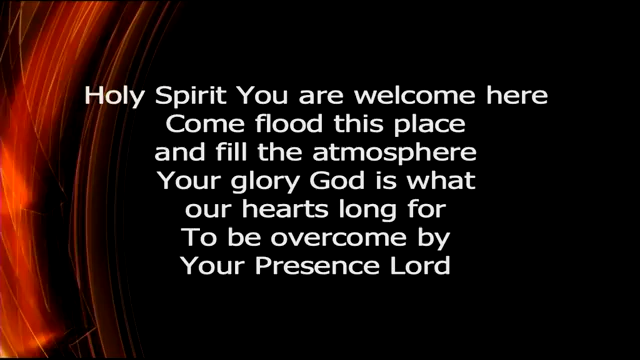 Holy Spirit You are welcome here
Come flood this place
and fill the atmosphere
Your glory God is what
our hearts long for
To be overcome by
Your Presence Lord